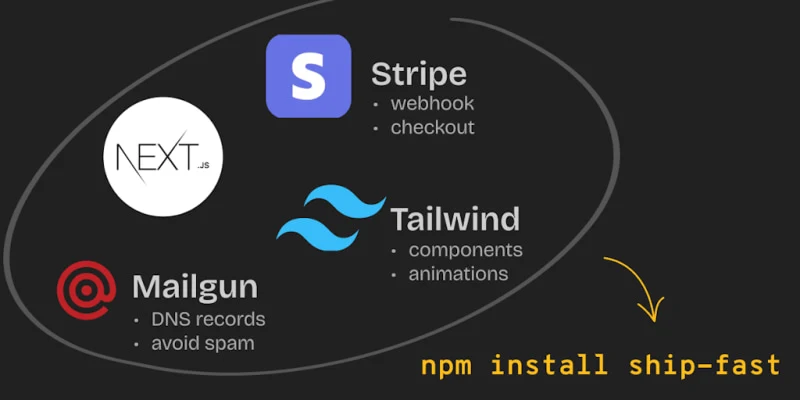 S
Stripe
• webhook
• checkout
NEXT.JS
Tailwind
• components
• animations
Mailgun
• DNS records
• avoid spam
npm install ship-fast